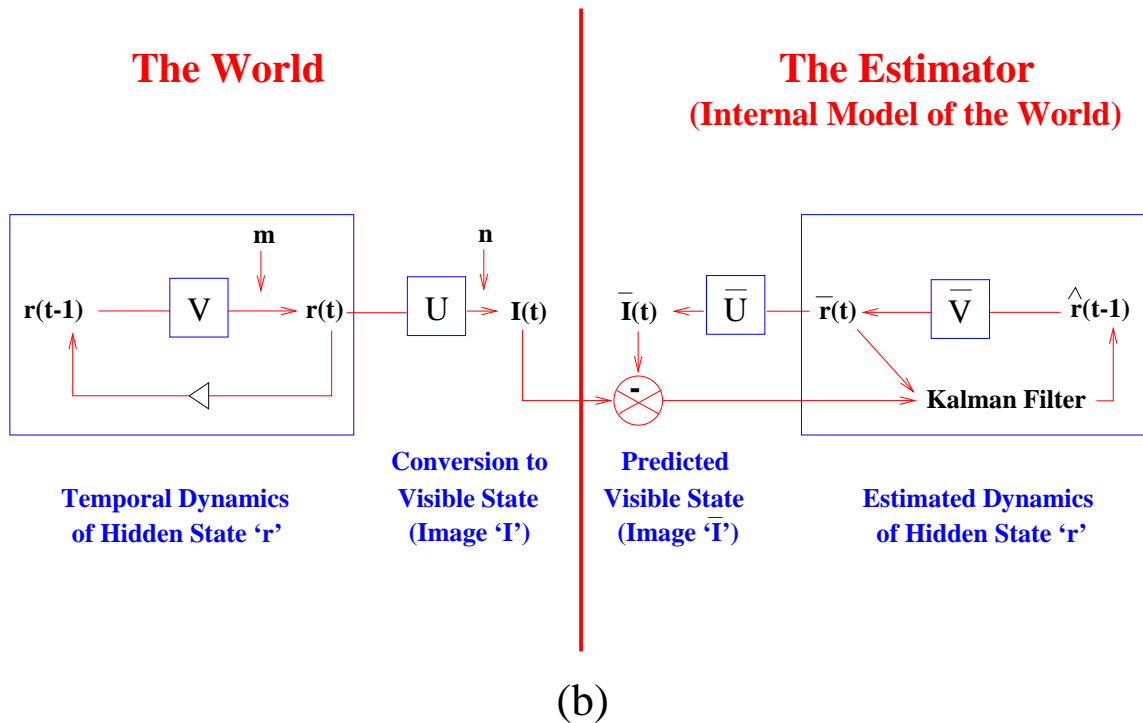 The World
The Estimator
(Internal Model of the World)
m
r(t-1)
V
r(t)
n
U
I(t)
I̅(t)
U̅
r̅(t)
V̅
r̂(t-1)
-
Kalman Filter
Temporal Dynamics
of Hidden State ‘r’
Conversion to
Visible State
(Image ‘I’)
Predicted
Visible State
(Image ‘I̅’)
Estimated Dynamics
of Hidden State ‘r’
(b)